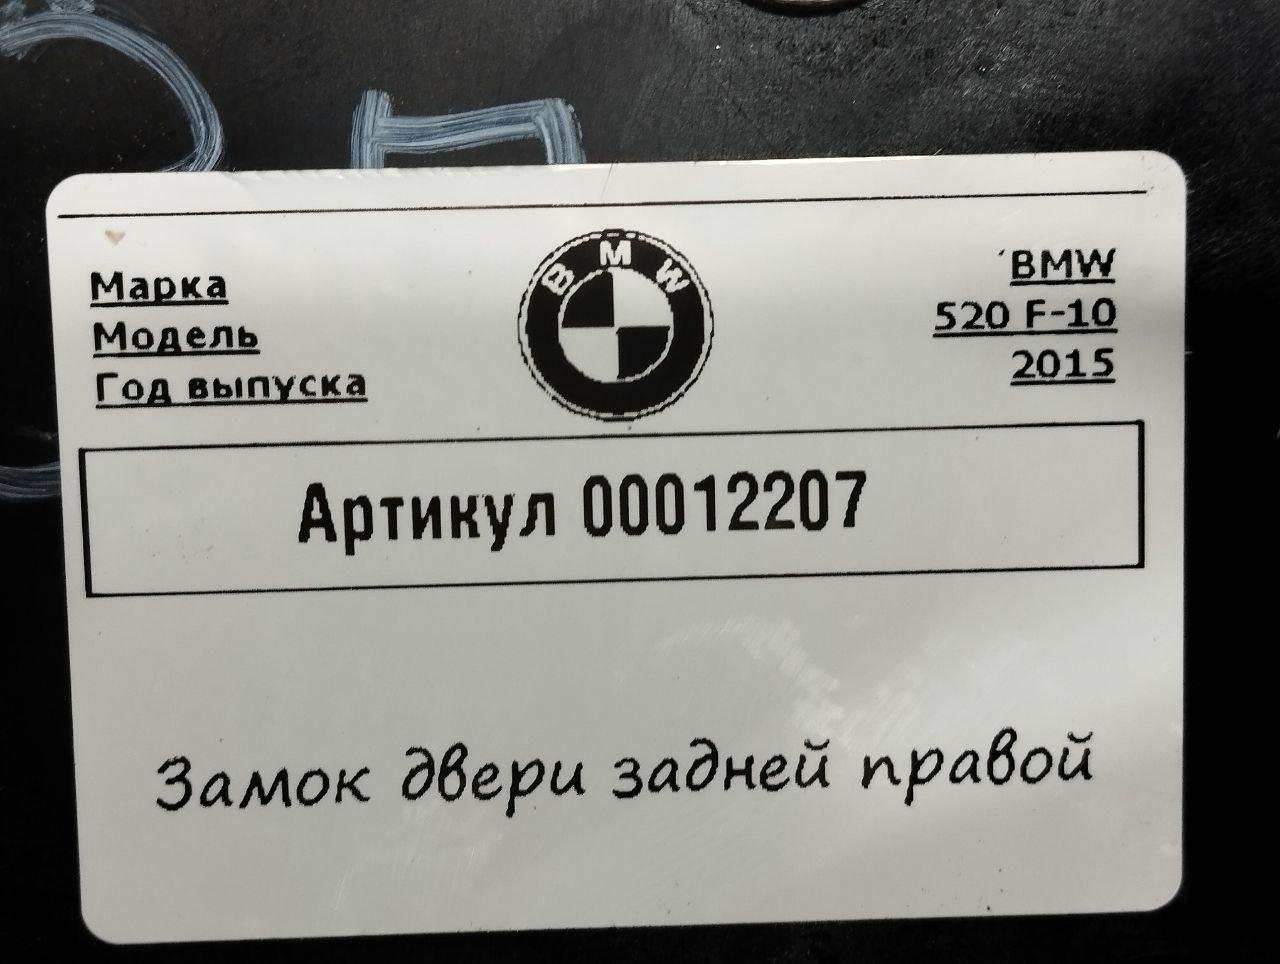 Марка BMW
Модель 520 F-10
Год выпуска 2015
BMW
Артикул 00012207
Замок двери задней правой